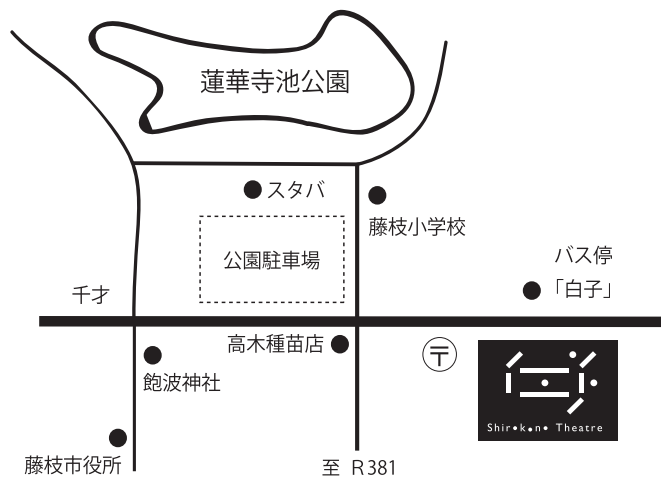 蓮華寺池公園
スタバ
藤枝小学校
公園駐車場
バス停
「白子」
千才
高木種苗店
〒
飽波神社
Shir•k•n• Theatre
藤枝市役所
至 R381